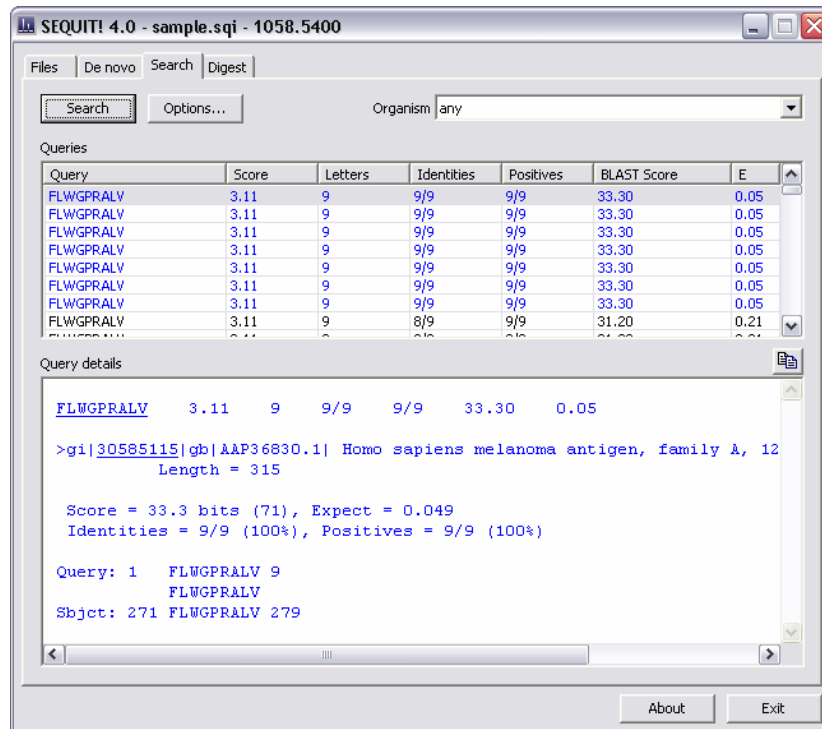 SEQUIT! 4.0 - sample.sqi - 1058.5400
Files De novo Search Digest
Search Options... Organism any
Queries
Query Score Letters Identities Positives BLAST Score E
FLWGPRALV 3.11 9 9/9 9/9 33.30 0.05
FLWGPRALV 3.11 9 9/9 9/9 33.30 0.05
FLWGPRALV 3.11 9 9/9 9/9 33.30 0.05
FLWGPRALV 3.11 9 9/9 9/9 33.30 0.05
FLWGPRALV 3.11 9 9/9 9/9 33.30 0.05
FLWGPRALV 3.11 9 9/9 9/9 33.30 0.05
FLWGPRALV 3.11 9 9/9 9/9 33.30 0.05
FLWGPRALV 3.11 9 8/9 9/9 31.20 0.21
Query details
FLWGPRALV 3.11 9 9/9 9/9 33.30 0.05
>gi|30585115|gb|AAP36830.1| Homo sapiens melanoma antigen, family A, 12
Length = 315
Score = 33.3 bits (71), Expect = 0.049
Identities = 9/9 (100%), Positives = 9/9 (100%)
Query: 1 FLWGPRALV 9
FLWGPRALV
Sbjct: 271 FLWGPRALV 279
About Exit